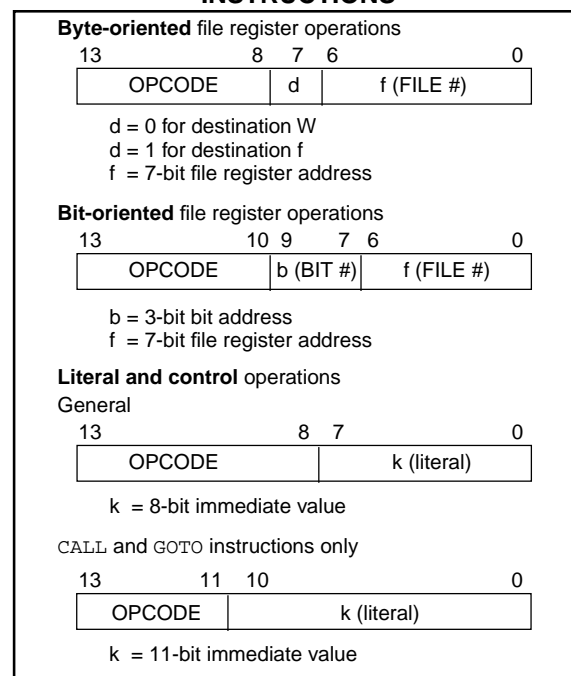 INSTRUCTIONS
Byte-oriented file register operations
13 8 7 6 0
OPCODE d f (FILE #)
d = 0 for destination W
d = 1 for destination f
f = 7-bit file register address
Bit-oriented file register operations
13 10 9 7 6 0
OPCODE b (BIT #) f (FILE #)
b = 3-bit bit address
f = 7-bit file register address
Literal and control operations
General
13 8 7 0
OPCODE k (literal)
k = 8-bit immediate value
CALL and GOTO instructions only
13 11 10 0
OPCODE k (literal)
k = 11-bit immediate value